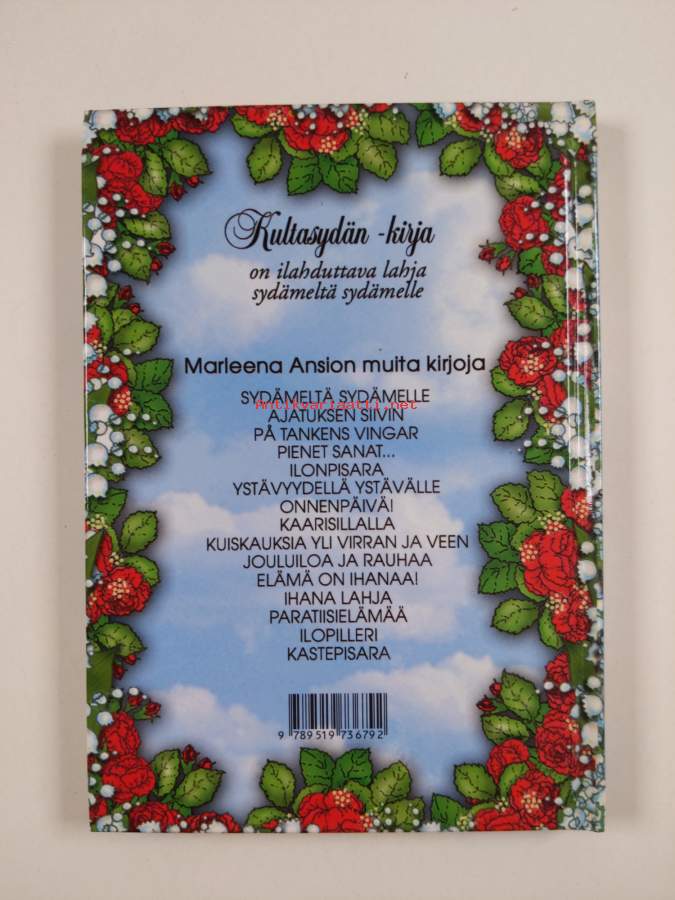 Kultasydän -kirja
on ilahduttava lahja
sydämeltä sydämelle
Marleena Ansion muita kirjoja
SYDÄMELTÄ SYDÄMELLE
Antikvariaatti.net
AJATUKSEN SIIVIN
PÅ TANKENS VINGAR
PIENET SANAT...
ILONPISARA
YSTÄVYYDELLÄ YSTÄVÄLLE
ONNENPÄIVÄ!
KAARISILLALLA
KUISKAUKSIA YLI VIRRAN JA VEEN
JOULUILOA JA RAUHAA
ELÄMÄ ON IHANAA!
IHANA LAHJA
PARATIISIELÄMÄÄ
ILOPILLERI
KASTEPISARA
9 789519 736792